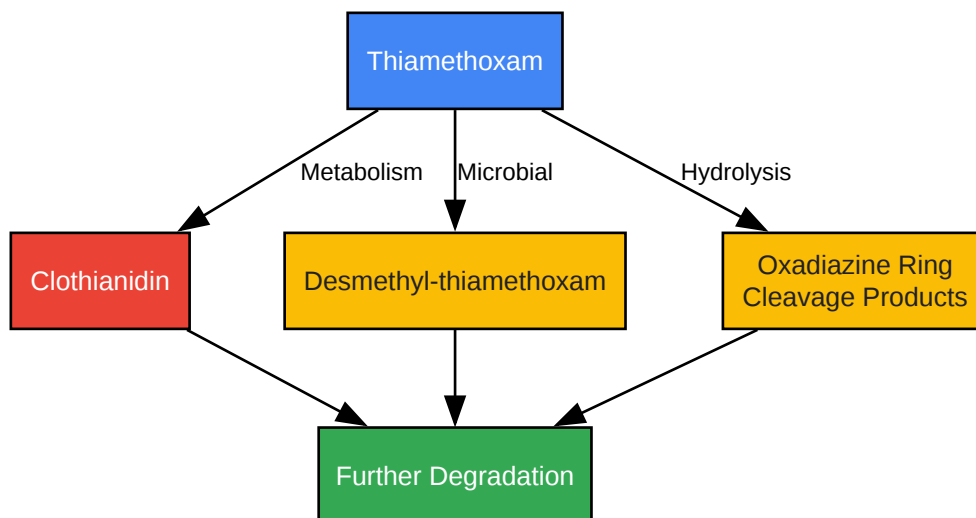 Thiamethoxam
Metabolism
Microbial
Hydrolysis
Clothianidin
Desmethyl-thiamethoxam
Oxadiazine Ring
Cleavage Products
Further Degradation